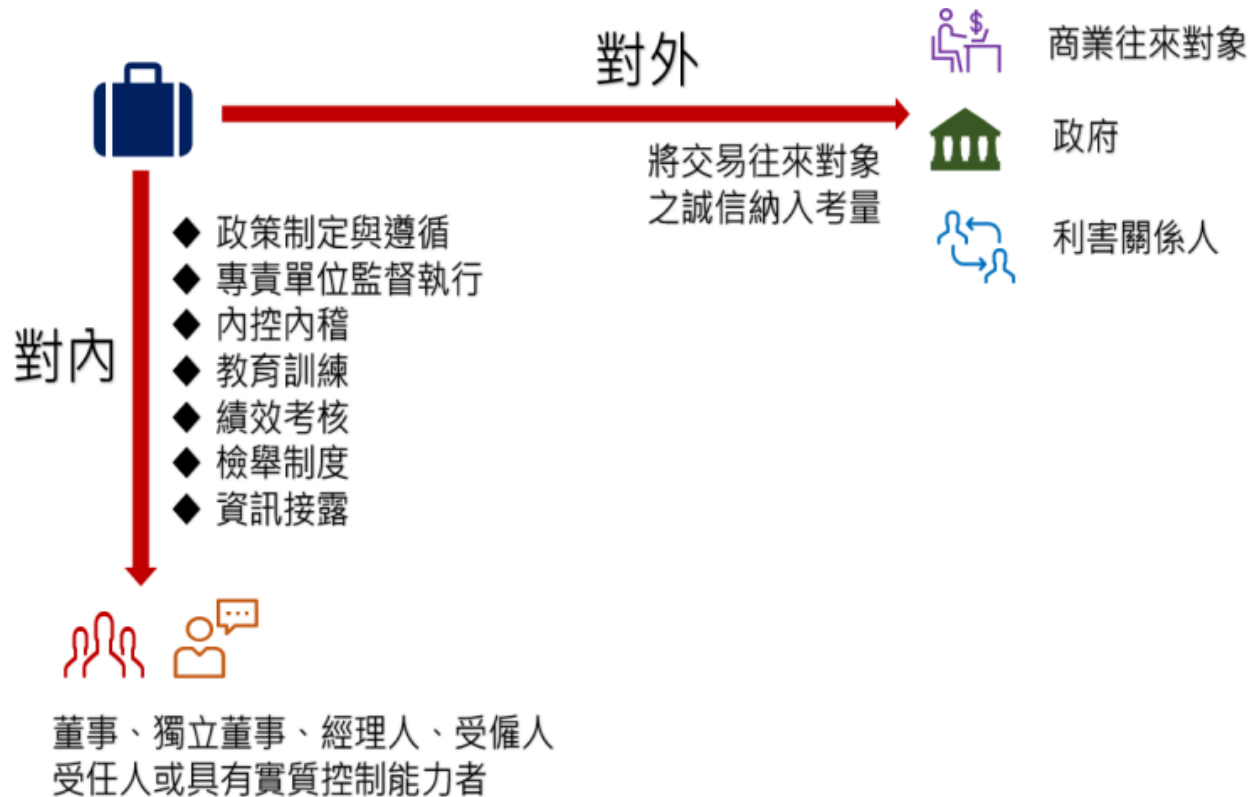 對外
商業往來對象
政府
利害關係人
將交易往來對象
之誠信納入考量
對內
◆ 政策制定與遵循
◆ 專責單位監督執行
◆ 內控內稽
◆ 教育訓練
◆ 績效考核
◆ 檢舉制度
◆ 資訊接露
董事、獨立董事、經理人、受僱人
受任人或具有實質控制能力者